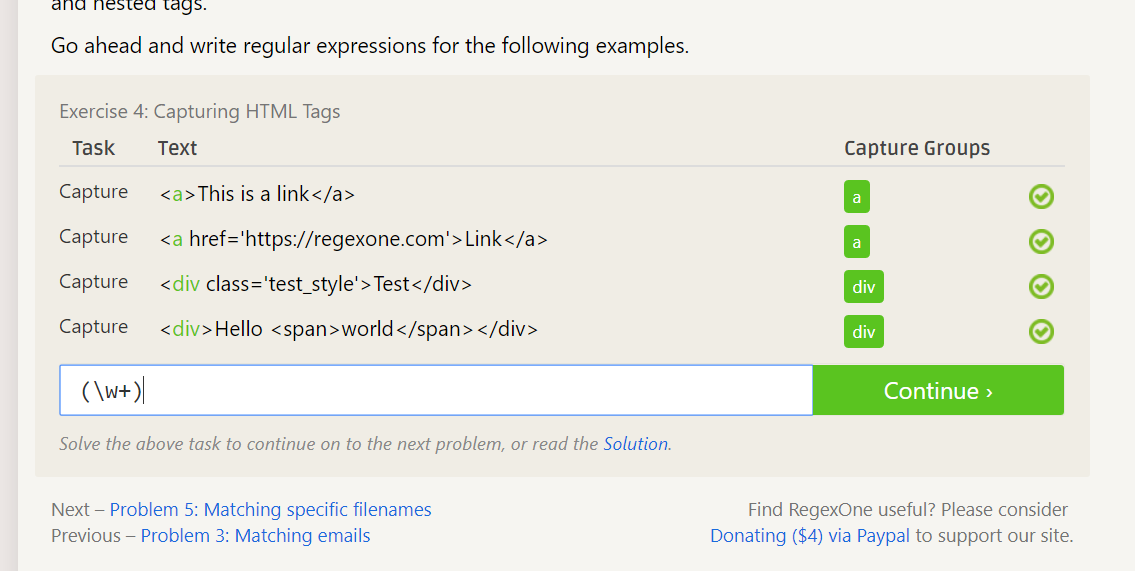 and nested tags.
Go ahead and write regular expressions for the following examples.
Exercise 4: Capturing HTML Tags
Task Text Capture Groups
Capture <a>This is a link</a> a
Capture <a href='https://regexone.com'>Link</a> a
Capture <div class='test_style'>Test</div> div
Capture <div>Hello <span>world</span></div> div
(\w+) Continue ›
Solve the above task to continue on to the next problem, or read the Solution.
Next – Problem 5: Matching specific filenames
Previous – Problem 3: Matching emails
Find RegexOne useful? Please consider
Donating ($4) via Paypal to support our site.